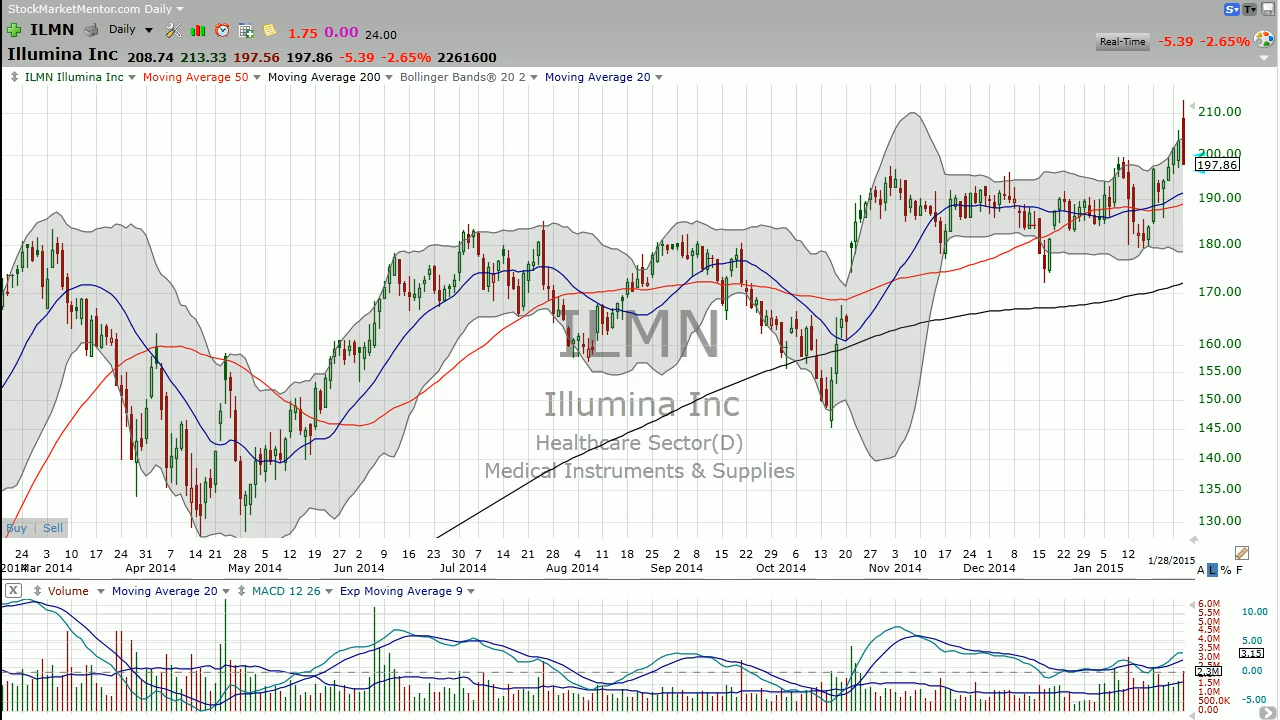 StockMarketMentor.com Daily
S T
ILMN Daily 1.75 0.00 24.00
Illumina Inc 208.74 213.33 197.56 197.86 -5.39 -2.65% 2261600
Real-Time -5.39 -2.65%
ILMN Illumina Inc Moving Average 50 Moving Average 200 Bollinger Bands® 20 2 Moving Average 20
210.00
200.00
197.86
190.00
180.00
170.00
160.00
155.00
150.00
145.00
140.00
135.00
130.00
ILMN
Illumina Inc
Healthcare Sector(D)
Medical Instruments & Supplies
Buy Sell
24 3 10 17 24 31 7 14 21 28 5 12 19 27 2 9 16 23 30 7 14 21 28 4 11 18 25 2 8 15 22 29 6 13 20 27 3 10 17 24 1 8 15 22 29 5 12 1/28/2015
2014 Mar 2014 Apr 2014 May 2014 Jun 2014 Jul 2014 Aug 2014 Sep 2014 Oct 2014 Nov 2014 Dec 2014 Jan 2015
A L % F
X Volume Moving Average 20 MACD 12 26 Exp Moving Average 9
6.0M
5.5M
5.0M
4.5M
4.0M
3.5M
3.0M
2.5M
2.3M
1.5M
1.0M
500.0K
0.00
10.00
5.00
3.15
0.00
-5.00